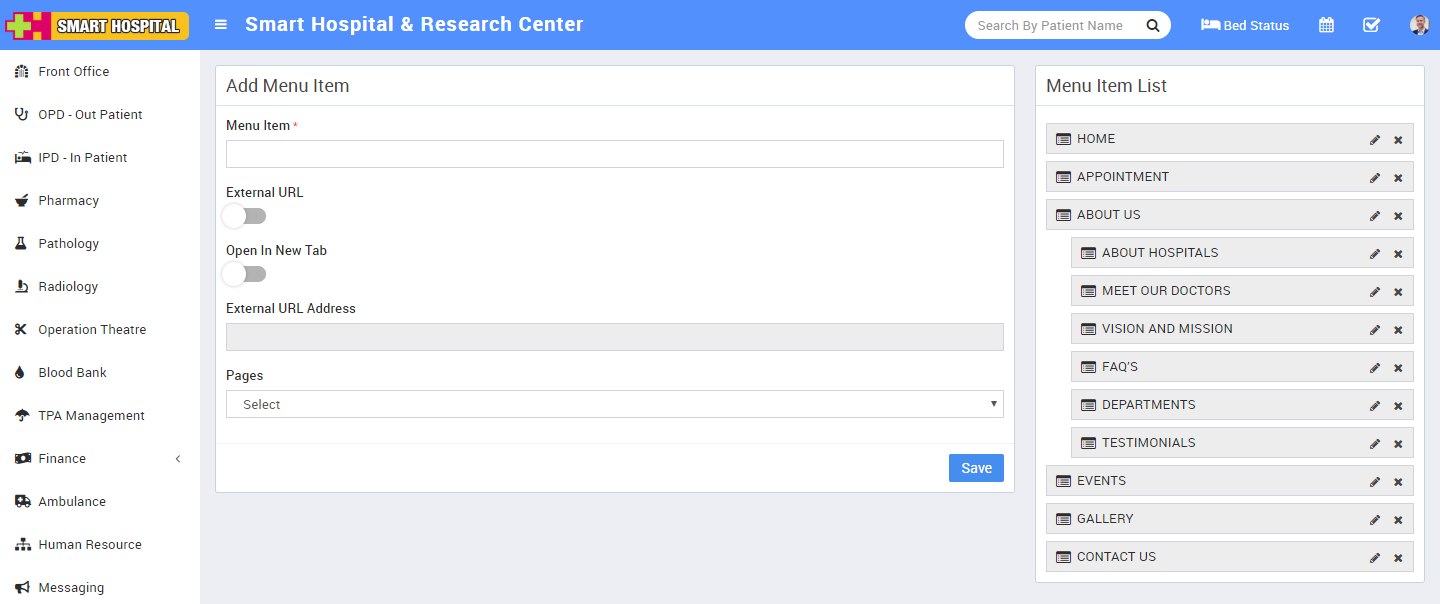 SMART HOSPITAL
Smart Hospital & Research Center
Search By Patient Name
Bed Status
Front Office
OPD - Out Patient
IPD - In Patient
Pharmacy
Pathology
Radiology
Operation Theatre
Blood Bank
TPA Management
Finance
Ambulance
Human Resource
Messaging
Add Menu Item
Menu Item *
External URL
Open In New Tab
External URL Address
Pages
Select
Save
Menu Item List
HOME
APPOINTMENT
ABOUT US
ABOUT HOSPITALS
MEET OUR DOCTORS
VISION AND MISSION
FAQ'S
DEPARTMENTS
TESTIMONIALS
EVENTS
GALLERY
CONTACT US